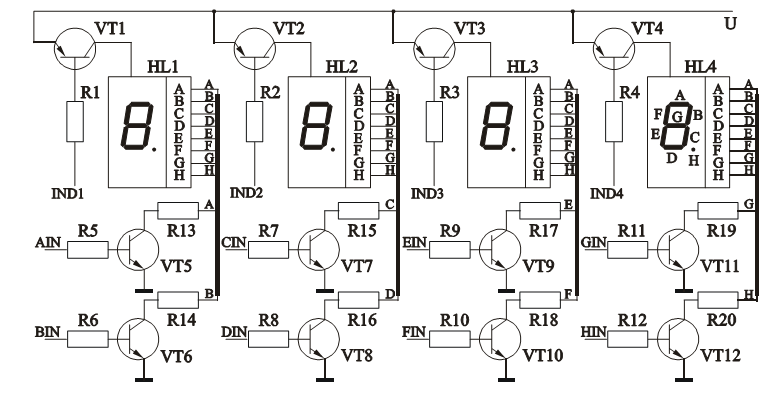 U
VT1 VT2 VT3 VT4
HL1 HL2 HL3 HL4
R1 R2 R3 R4
A A A A
B B B B
C C C C
D D D D
E E E E
F F F F
G G G G
H H H H
A A A A
B B B B
C C C C
D D D D
E E E E
F F F F
G G G G
H H H H
A
F G B
E C
D H
IND1 IND2 IND3 IND4
A C E G
R13 R15 R17 R19
AIN R5 CIN R7 EIN R9 GIN R11
VT5 VT7 VT9 VT11
B D F H
R14 R16 R18 R20
BIN R6 DIN R8 FIN R10 HIN R12
VT6 VT8 VT10 VT12